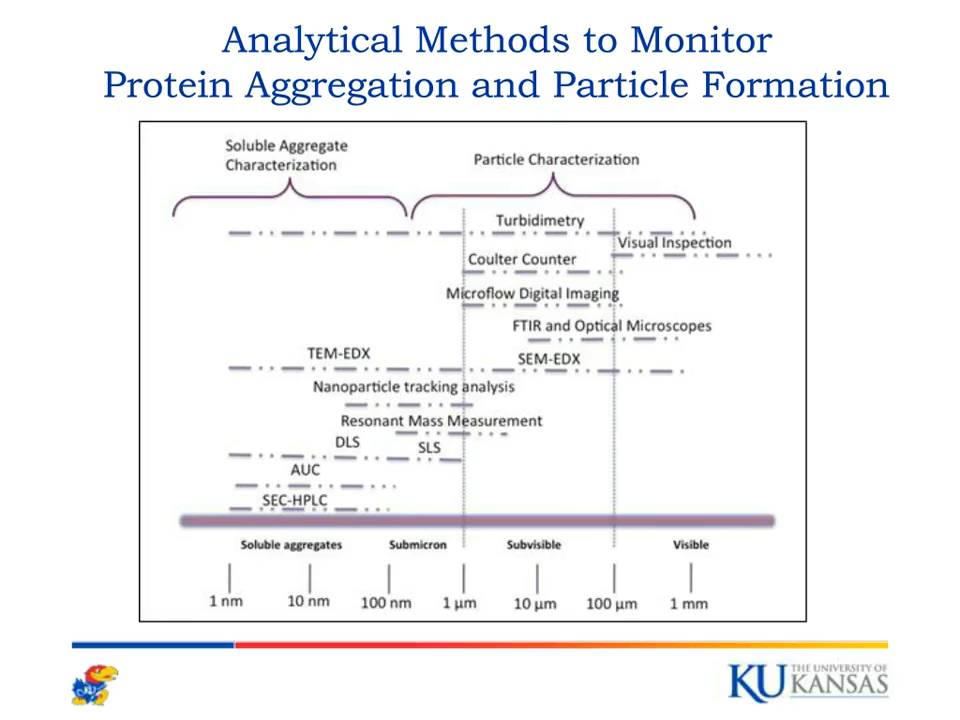 Analytical Methods to Monitor
Protein Aggregation and Particle Formation
Soluble Aggregate
Characterization
Particle Characterization
Turbidimetry
Visual Inspection
Coulter Counter
Microflow Digital Imaging
FTIR and Optical Microscopes
TEM-EDX
SEM-EDX
Nanoparticle tracking analysis
Resonant Mass Measurement
DLS
SLS
AUC
SEC-HPLC
Soluble aggregates Submicron Subvisible Visible
1 nm 10 nm 100 nm 1 µm 10 µm 100 µm 1 mm
KU
KU THE UNIVERSITY OF
KANSAS